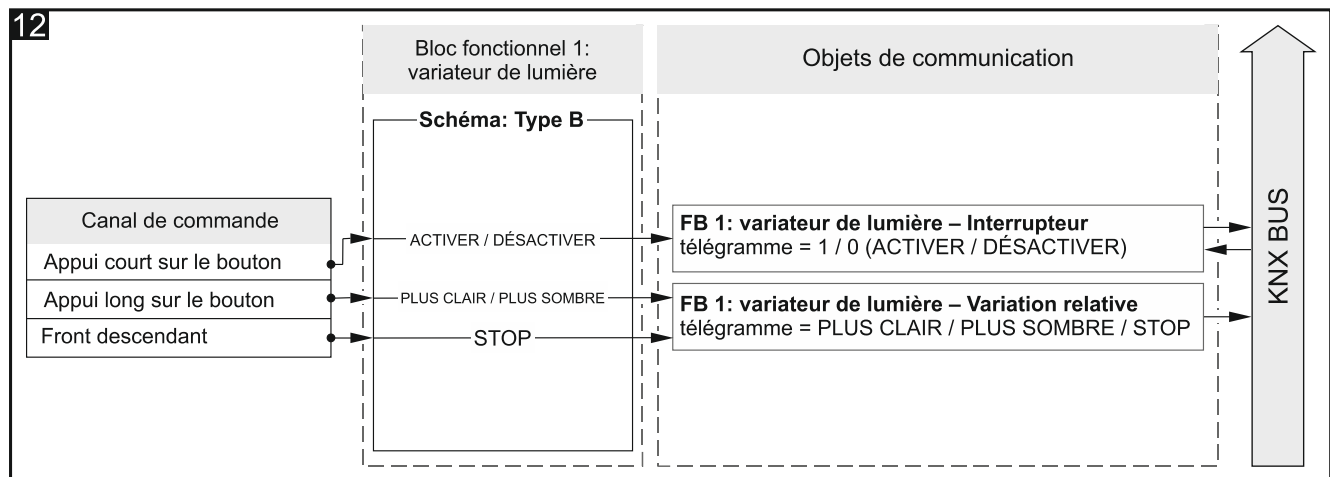 12
Bloc fonctionnel 1:
variateur de lumière
Objets de communication
Schéma: Type B
Canal de commande
Appui court sur le bouton
Appui long sur le bouton
Front descendant
ACTIVER / DÉSACTIVER
PLUS CLAIR / PLUS SOMBRE
STOP
FB 1: variateur de lumière – Interrupteur
télégramme = 1 / 0 (ACTIVER / DÉSACTIVER)
FB 1: variateur de lumière – Variation relative
télégramme = PLUS CLAIR / PLUS SOMBRE / STOP
KNX BUS